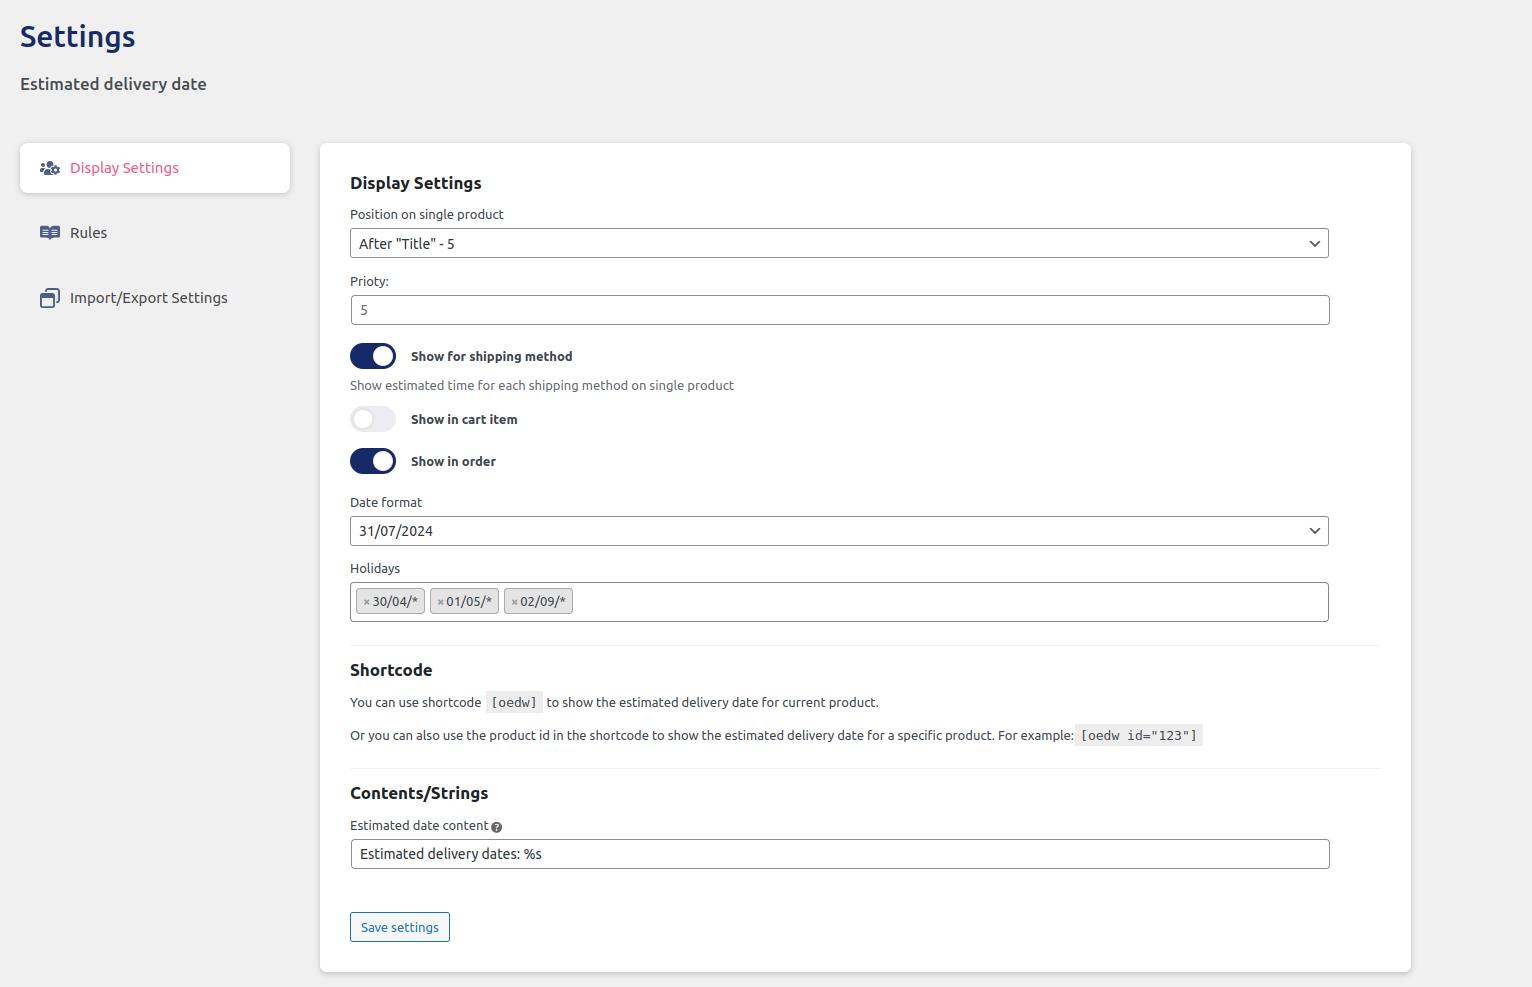 Settings
Estimated delivery date
Display Settings
Rules
Import/Export Settings
Display Settings
Position on single product
After "Title" - 5
Prioty:
5
Show for shipping method
Show estimated time for each shipping method on single product
Show in cart item
Show in order
Date format
31/07/2024
Holidays
× 30/04/* × 01/05/* × 02/09/*
Shortcode
You can use shortcode [oedw] to show the estimated delivery date for current product.
Or you can also use the product id in the shortcode to show the estimated delivery date for a specific product. For example: [oedw id="123"]
Contents/Strings
Estimated date content ?
Estimated delivery dates: %s
Save settings